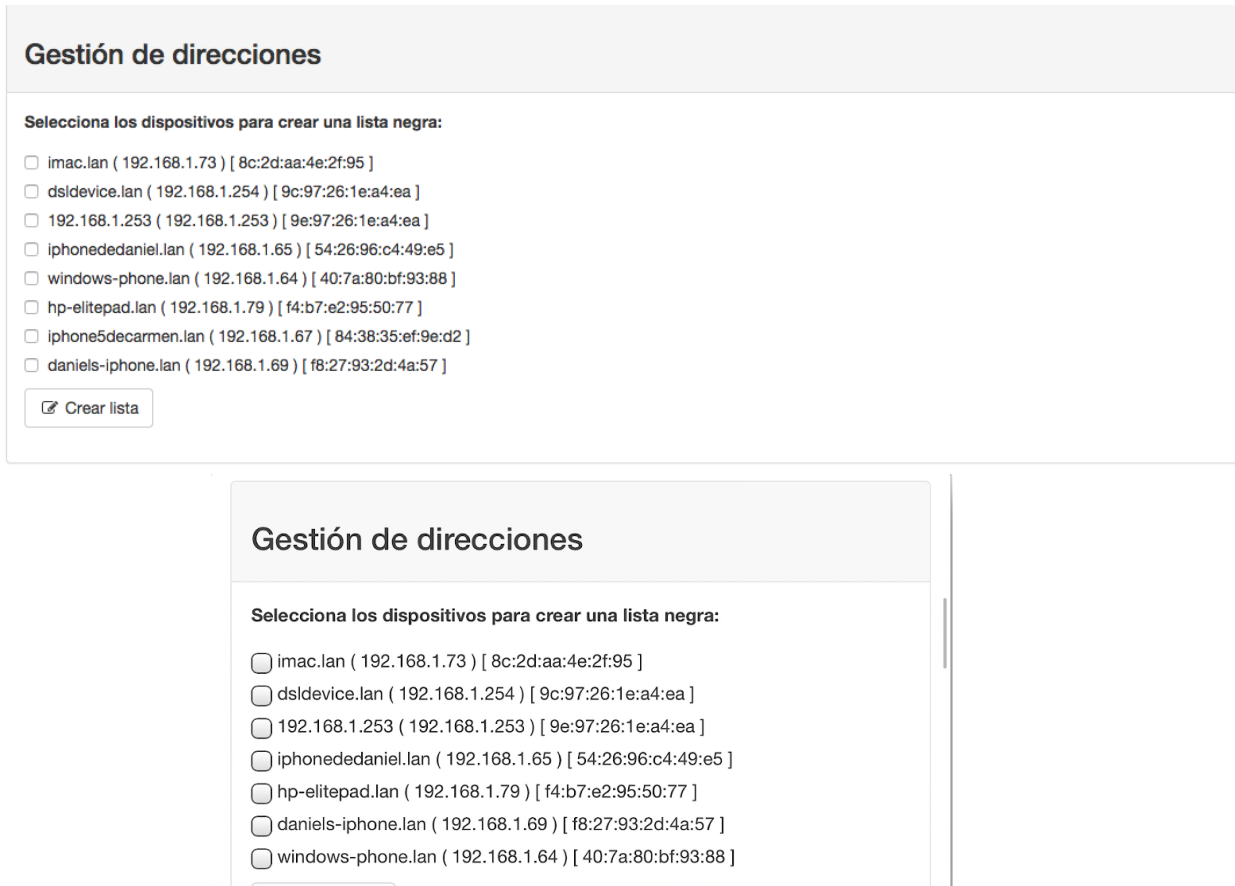 Gestión de direcciones
Selecciona los dispositivos para crear una lista negra:
imac.lan ( 192.168.1.73 ) [ 8c:2d:aa:4e:2f:95 ]
dsldevice.lan ( 192.168.1.254 ) [ 9c:97:26:1e:a4:ea ]
192.168.1.253 ( 192.168.1.253 ) [ 9e:97:26:1e:a4:ea ]
iphonededaniel.lan ( 192.168.1.65 ) [ 54:26:96:c4:49:e5 ]
windows-phone.lan ( 192.168.1.64 ) [ 40:7a:80:bf:93:88 ]
hp-elitepad.lan ( 192.168.1.79 ) [ f4:b7:e2:95:50:77 ]
iphone5decarmen.lan ( 192.168.1.67 ) [ 84:38:35:ef:9e:d2 ]
daniels-iphone.lan ( 192.168.1.69 ) [ f8:27:93:2d:4a:57 ]
Crear lista
Gestión de direcciones
Selecciona los dispositivos para crear una lista negra:
imac.lan ( 192.168.1.73 ) [ 8c:2d:aa:4e:2f:95 ]
dsldevice.lan ( 192.168.1.254 ) [ 9c:97:26:1e:a4:ea ]
192.168.1.253 ( 192.168.1.253 ) [ 9e:97:26:1e:a4:ea ]
iphonededaniel.lan ( 192.168.1.65 ) [ 54:26:96:c4:49:e5 ]
hp-elitepad.lan ( 192.168.1.79 ) [ f4:b7:e2:95:50:77 ]
daniels-iphone.lan ( 192.168.1.69 ) [ f8:27:93:2d:4a:57 ]
windows-phone.lan ( 192.168.1.64 ) [ 40:7a:80:bf:93:88 ]